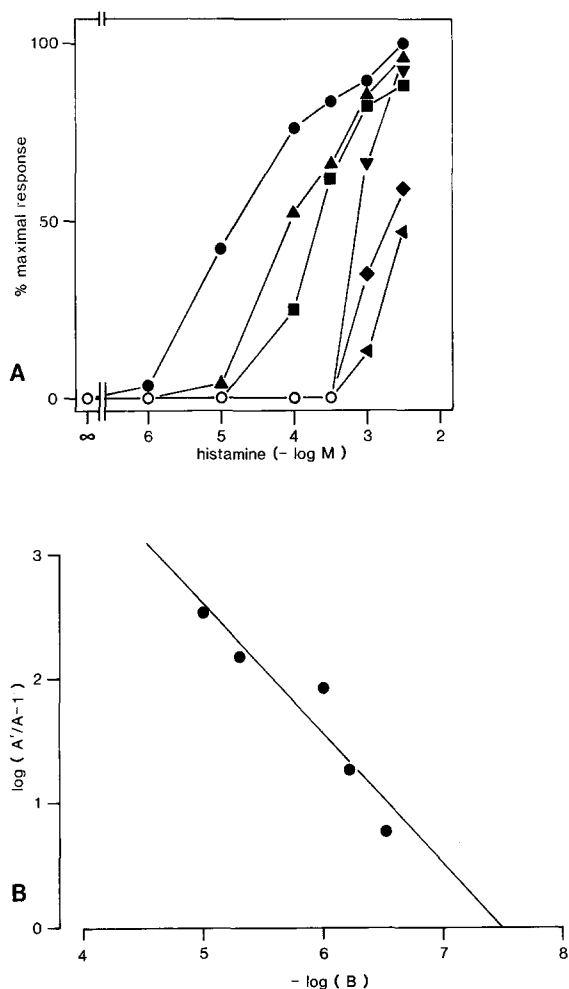 100
50
0
% maximal response
A
∞ 6 5 4 3 2
histamine (- log M )
3
2
1
0
log ( A'/A-1 )
B
4 5 6 7 8
- log ( B )